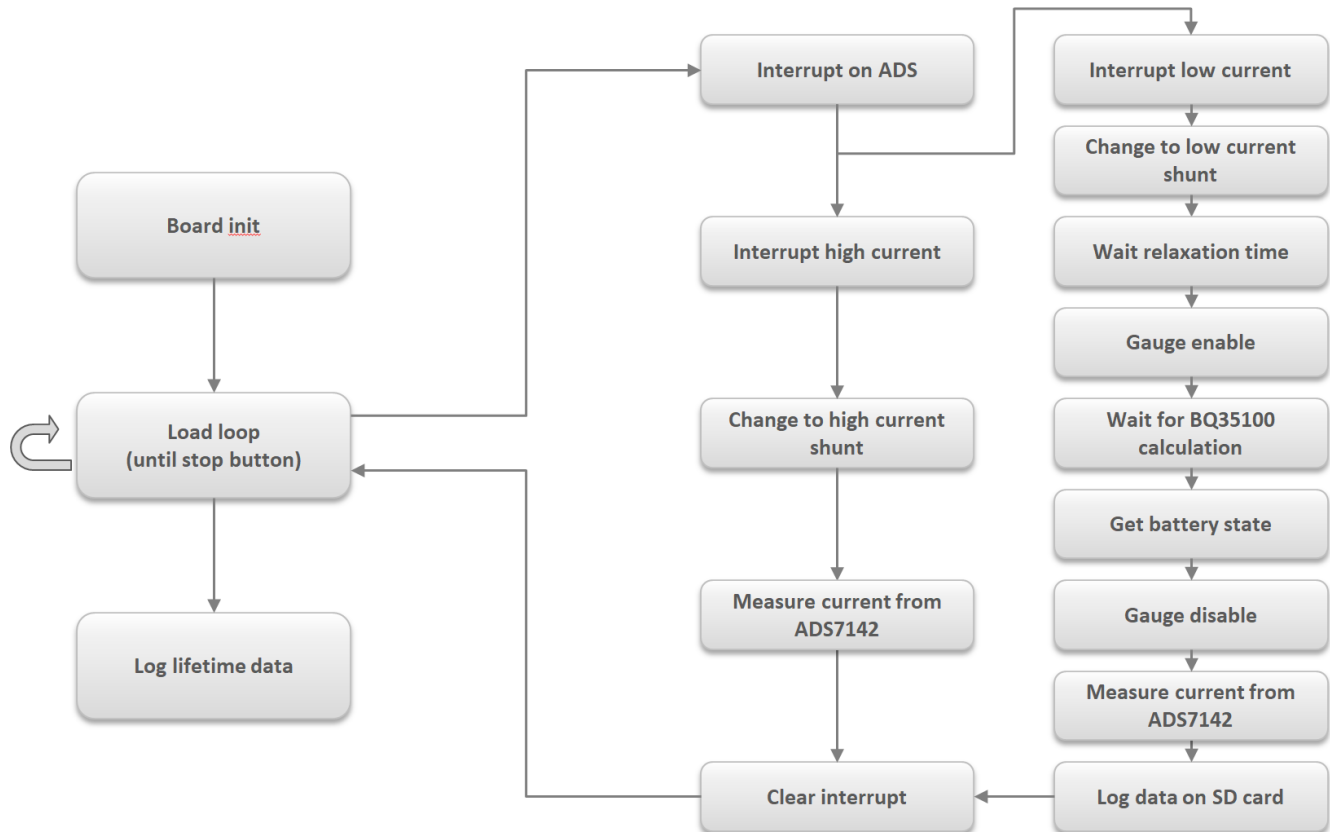 Board init
Load loop
(until stop button)
Log lifetime data
Interrupt on ADS
Interrupt high current
Change to high current
shunt
Measure current from
ADS7142
Clear interrupt
Interrupt low current
Change to low current
shunt
Wait relaxation time
Gauge enable
Wait for BQ35100
calculation
Get battery state
Gauge disable
Measure current from
ADS7142
Log data on SD card